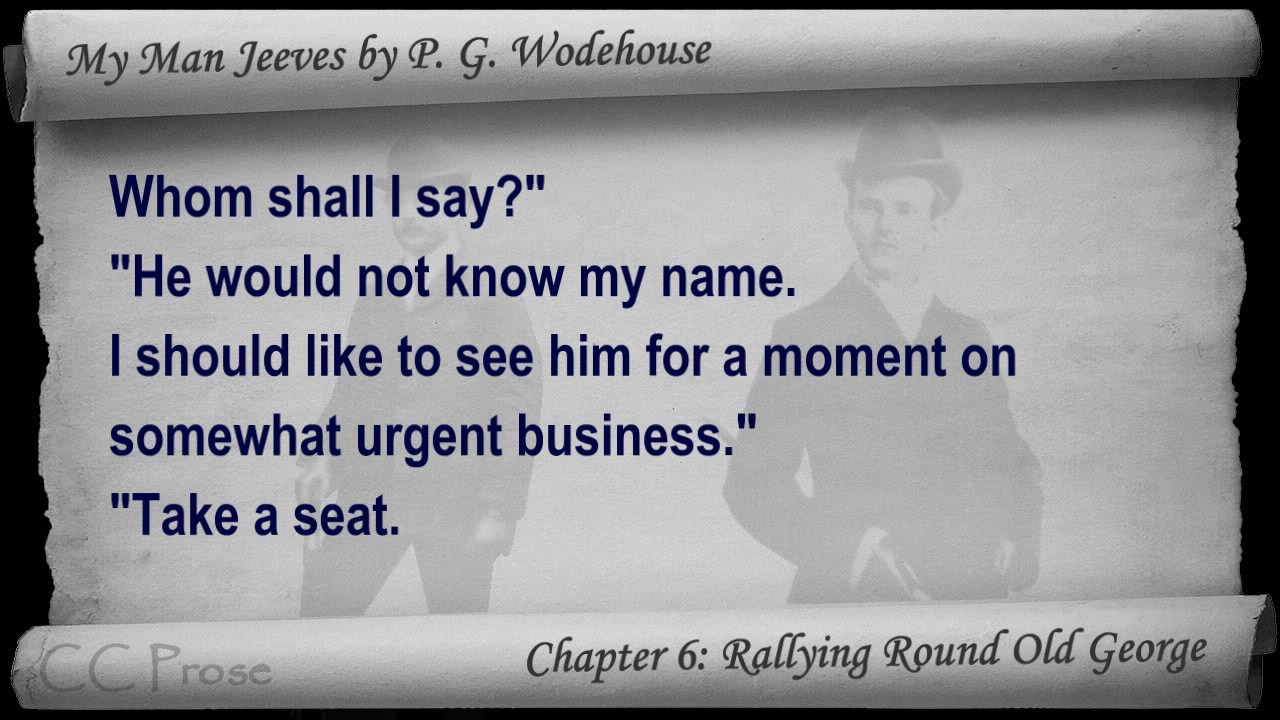 My Man Jeeves by P. G. Wodehouse
Whom shall I say?"
"He would not know my name.
I should like to see him for a moment on
somewhat urgent business."
"Take a seat.
CC Prose
Chapter 6: Rallying Round Old George